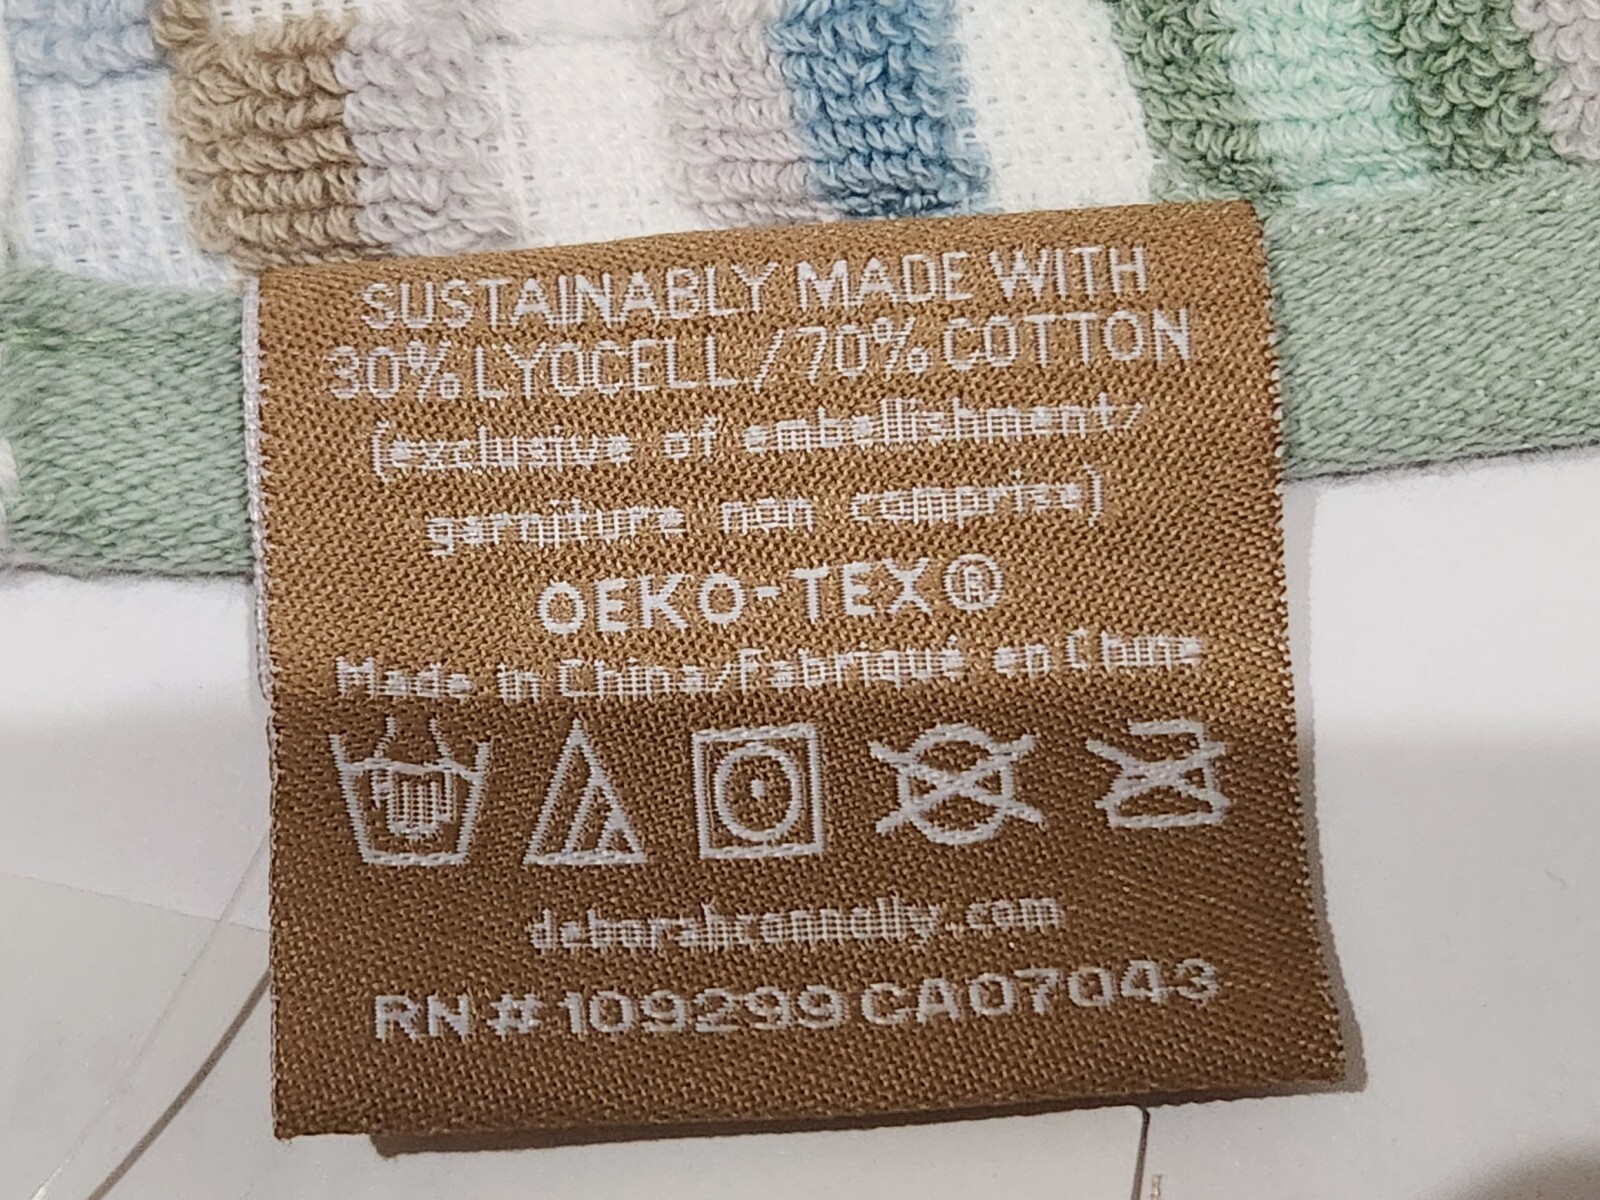 SUSTAINABLY MADE WITH
30% LYOCELL / 70% COTTON
(exclusive of embellishment/
garniture non comprise)
OEKO-TEX®
Made in China/Fabriqué en Chine
deborahconnolly.com
RN# 109299 CA07043